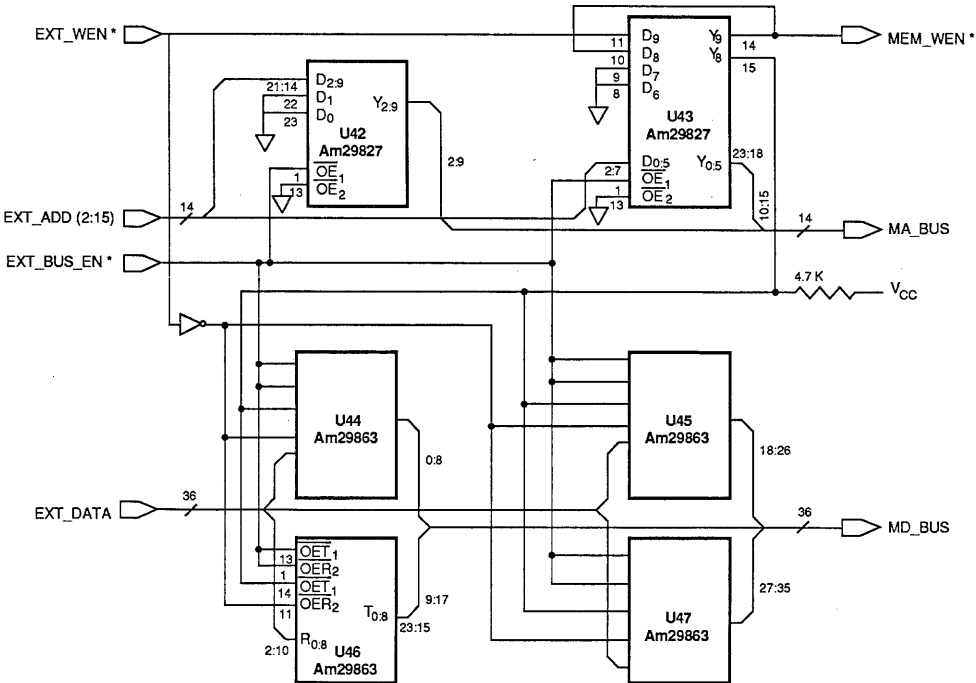 EXT_WEN *
MEM_WEN *
11
D9
Y9
14
D8
Y8
15
10
D7
9
D6
8
U43
Am29827
D2:9
21:14
D1
Y2:9
22
D0
23
U42
Am29827
2:9
D0:5
Y0:5
23:18
2:7
OE1
1
OE2
13
10:15
OE1
1
OE2
13
EXT_ADD (2:15)
14
14
MA_BUS
EXT_BUS_EN *
4.7 K
VCC
U44
Am29863
0:8
U45
Am29863
18:26
EXT_DATA
36
36
MD_BUS
OET1
13
OER2
1
OET1
14
OER2
11
T0:8
9:17
23:15
R0:8
2:10
U46
Am29863
27:35
U47
Am29863